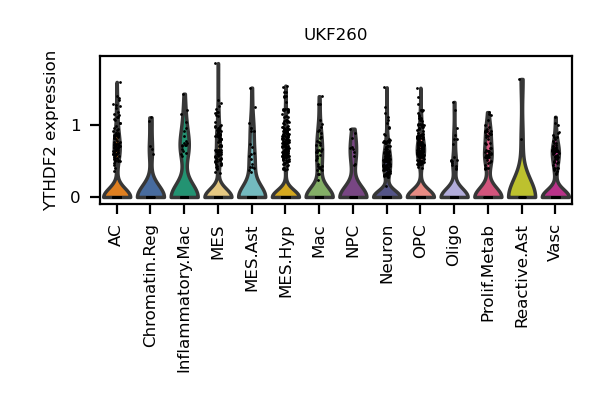 UKF260
YTHDF2 expression
1
0
AC
Chromatin.Reg
Inflammatory.Mac
MES
MES.Ast
MES.Hyp
Mac
NPC
Neuron
OPC
Oligo
Prolif.Metab
Reactive.Ast
Vasc